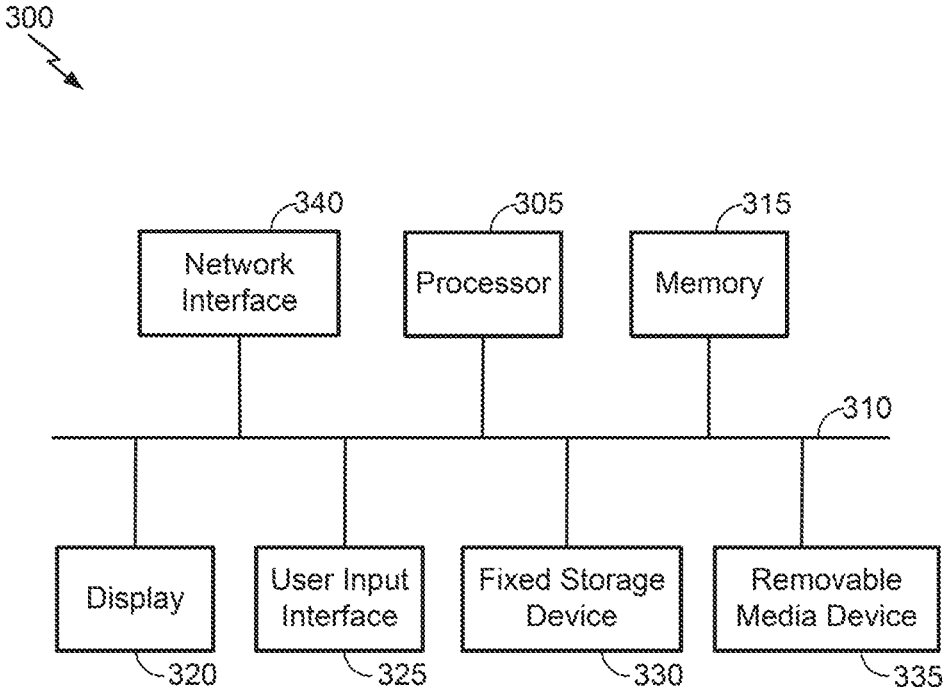 300
340
305
315
Network
Interface
Processor
Memory
310
Display
User Input
Interface
Fixed Storage
Device
Removable
Media Device
320
325
330
335